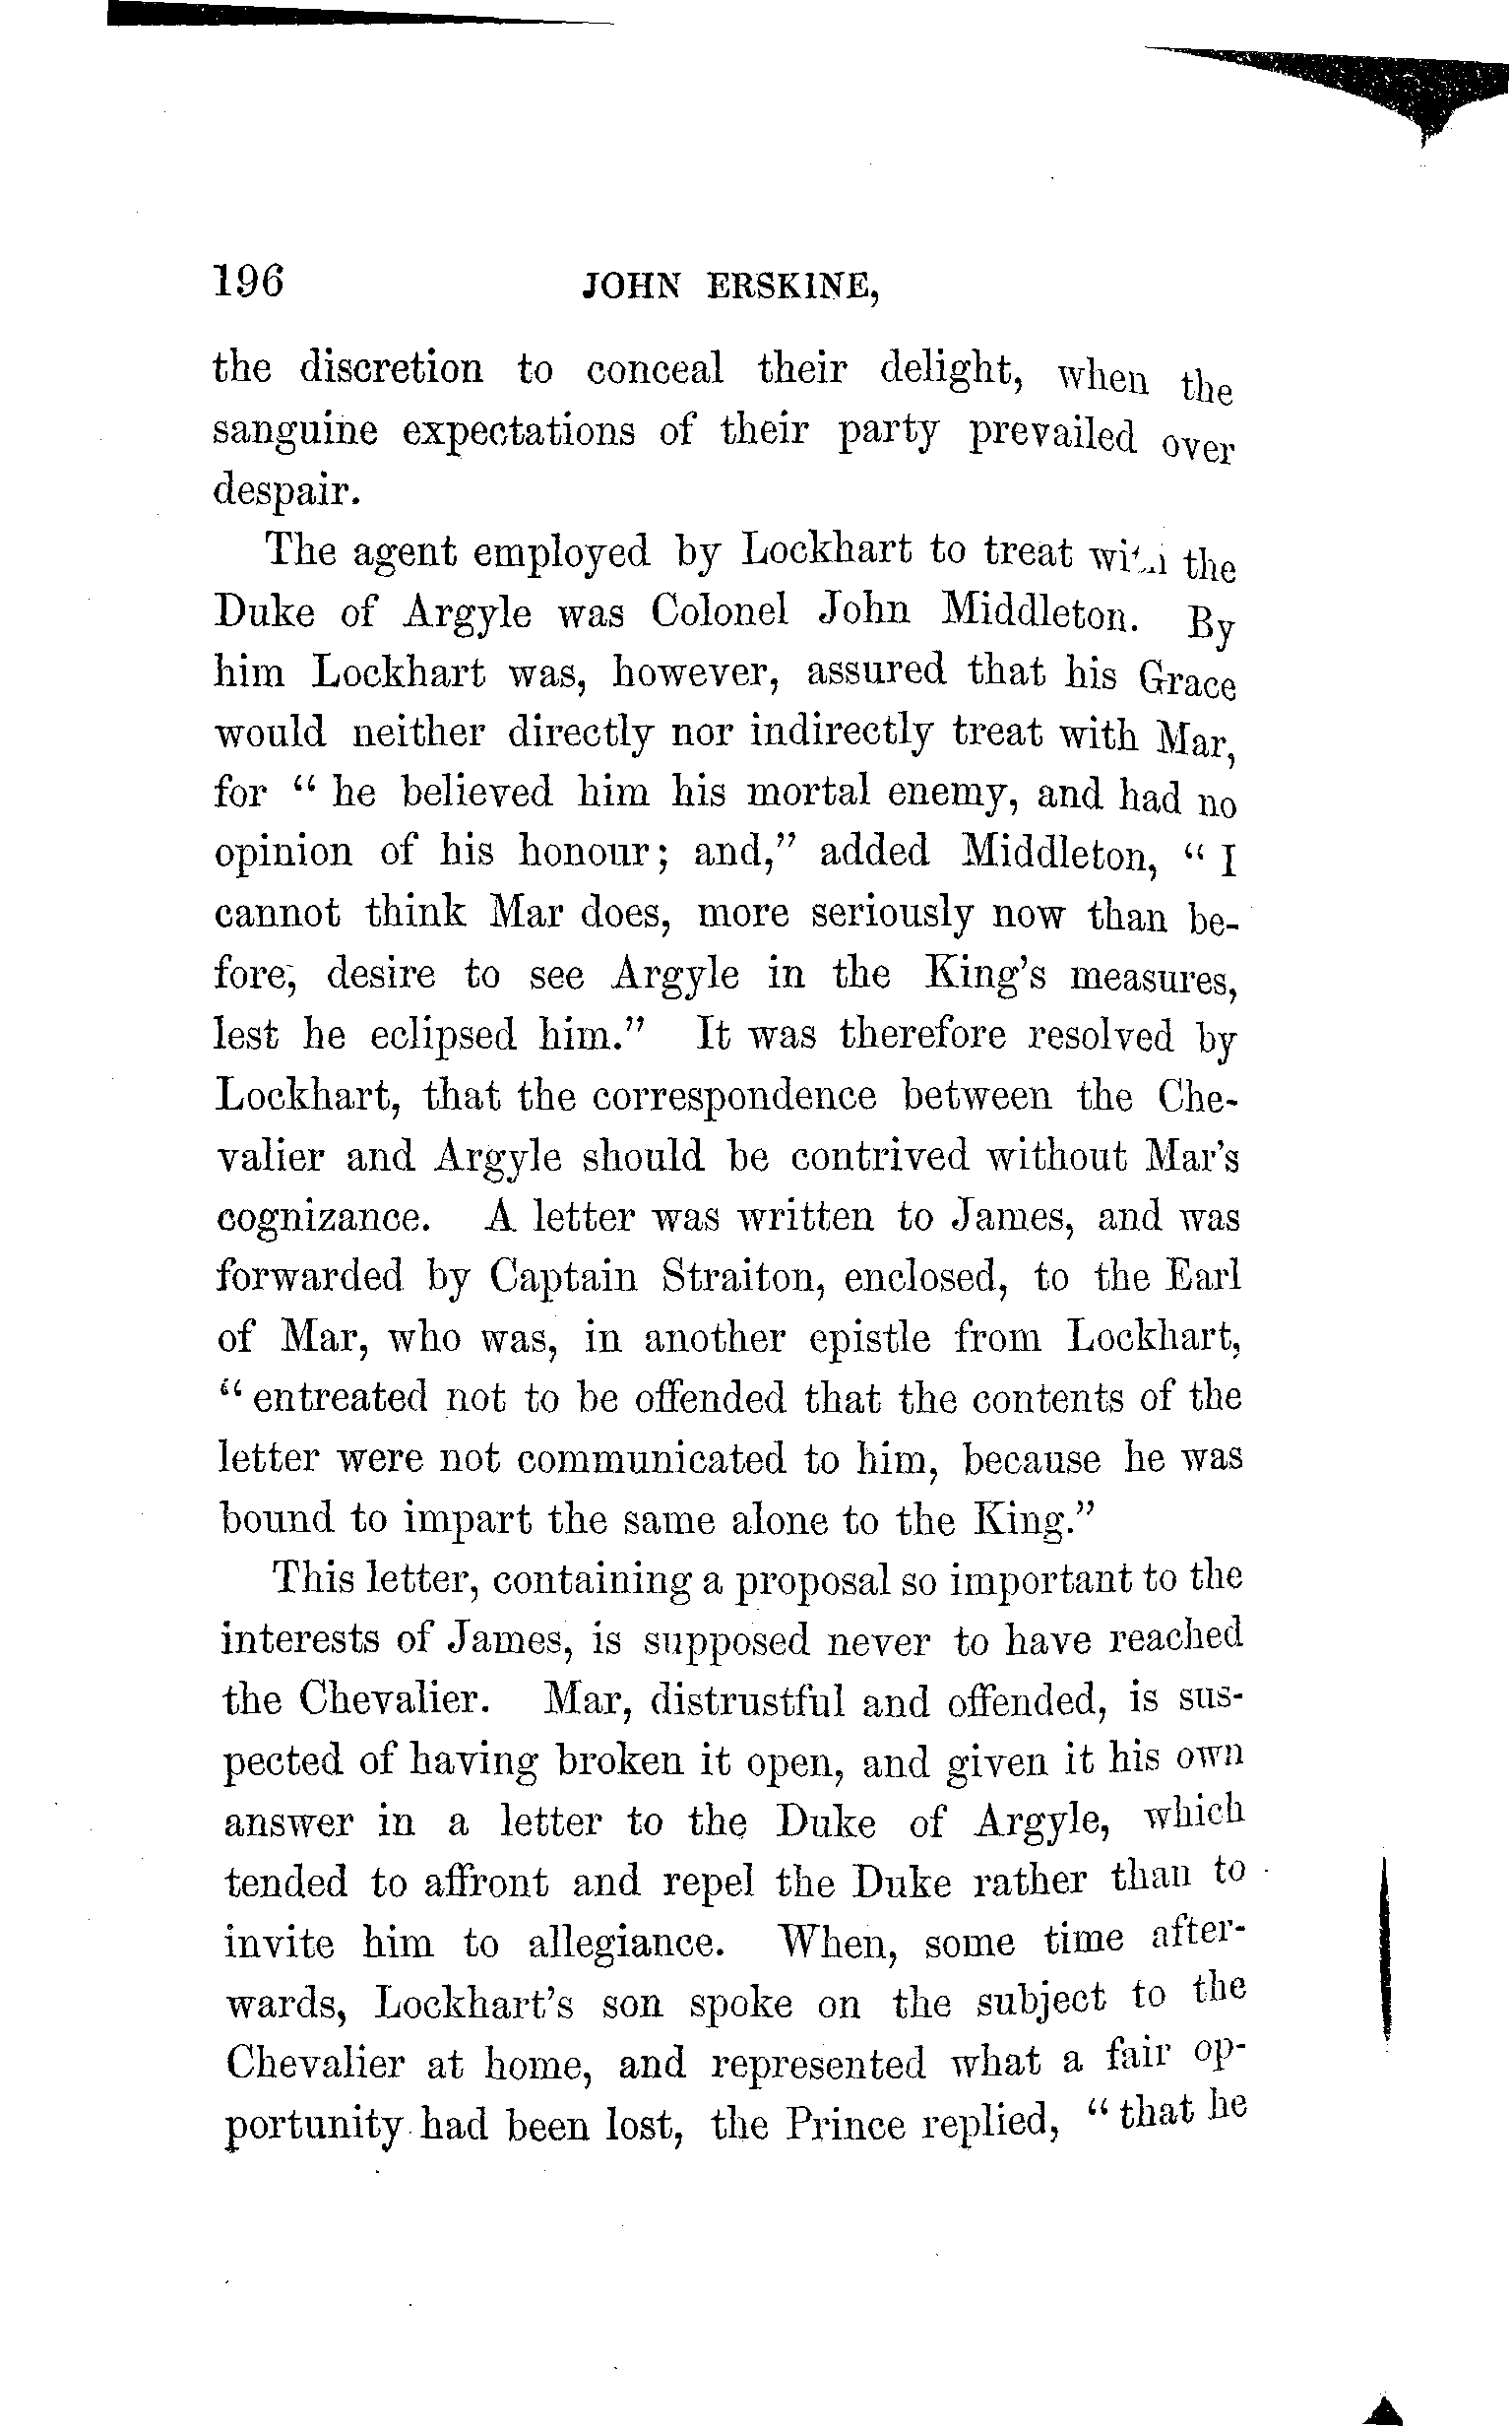 196 JOHN ERSKINE,
the discretion to conceal their delight, when the
sanguine expectations of their party prevailed over
despair.
The agent employed by Lockhart to treat with the
Duke of Argyle was Colonel John Middleton. By
him Lockhart was, however, assured that his Grace
would neither directly nor indirectly treat with Mar,
for “ he believed him his mortal enemy, and had no
opinion of his honour; and,” added Middleton, “ I
cannot think Mar does, more seriously now than be-
fore, desire to see Argyle in the King's measures,
lest he eclipsed him.” It was therefore resolved by
Lockhart, that the correspondence between the Che-
valier and Argyle should be contrived without Mar's
cognizance. A letter was written to James, and was
forwarded by Captain Straiton, enclosed, to the Earl
of Mar, who was, in another epistle from Lockhart,
“ entreated not to be offended that the contents of the
letter were not communicated to him, because he was
bound to impart the same alone to the King.”
This letter, containing a proposal so important to the
interests of James, is supposed never to have reached
the Chevalier. Mar, distrustful and offended, is sus-
pected of having broken it open, and given it his own
answer in a letter to the Duke of Argyle, which
tended to affront and repel the Duke rather than to
invite him to allegiance. When, some time after-
wards, Lockhart's son spoke on the subject to the
Chevalier at home, and represented what a fair op-
portunity had been lost, the Prince replied, “ that he